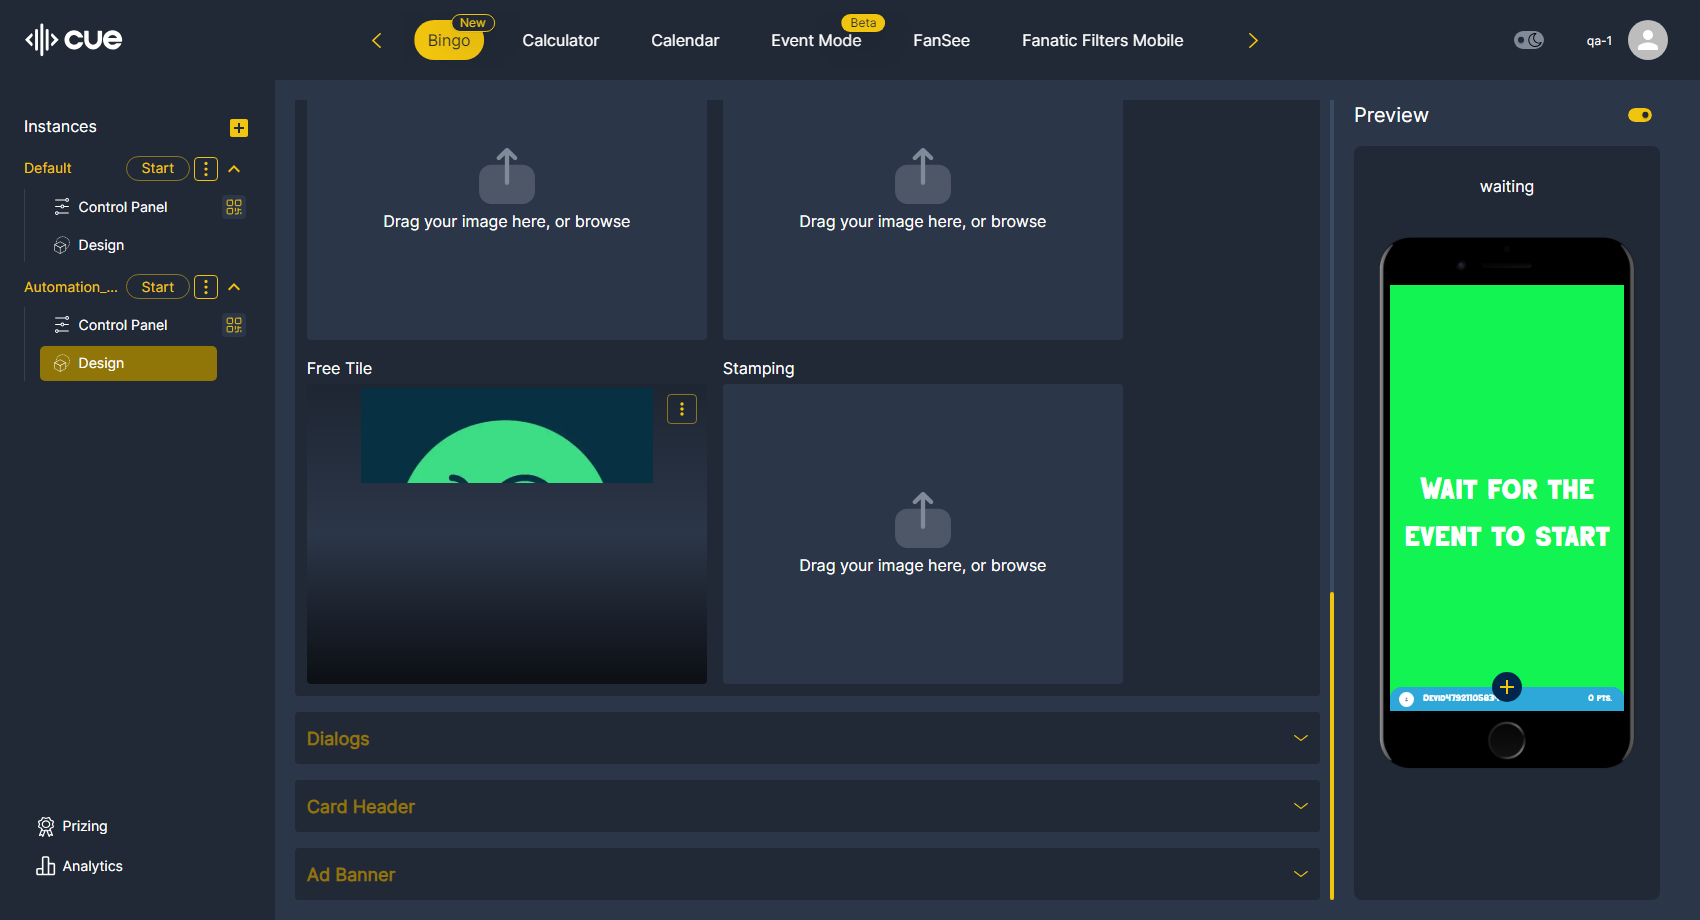 cue
New
Bingo
Calculator
Calendar
Event Mode
Beta
FanSee
Fanatic Filters Mobile
qa-1
Instances
Default
Start
Control Panel
Design
Automation_...
Start
Control Panel
Design
Prizing
Analytics
Drag your image here, or browse
Drag your image here, or browse
Free Tile
Stamping
Drag your image here, or browse
Dialogs
Card Header
Ad Banner
Preview
waiting
WAIT FOR THE
EVENT TO START
0 PTS.